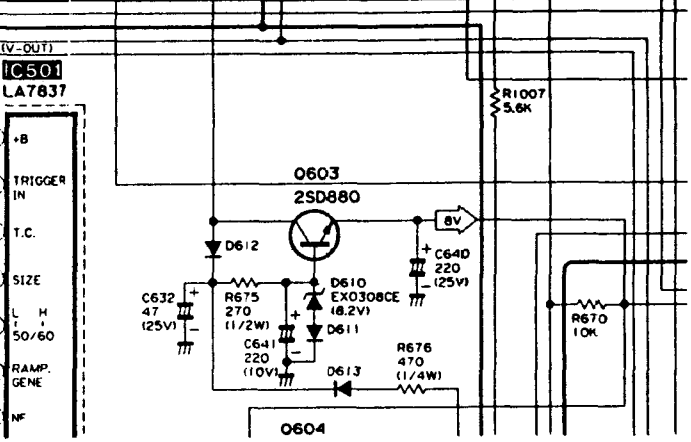 (V-OUT)
IC501
LA7837
+B
TRIGGER
IN
T.C.
SIZE
L H
50/60
RAMP.
GENE
NF
R1007
5.6K
Q603
2SD880
8V
D612
+
C640
220
(25V)
-
C632
47
(25V)
+
-
R675
270
(1/2W)
D610
EX0308CE
(8.2V)
D611
+
C641
220
(10V)
-
R676
470
(1/4W)
D613
R670
10K
Q604